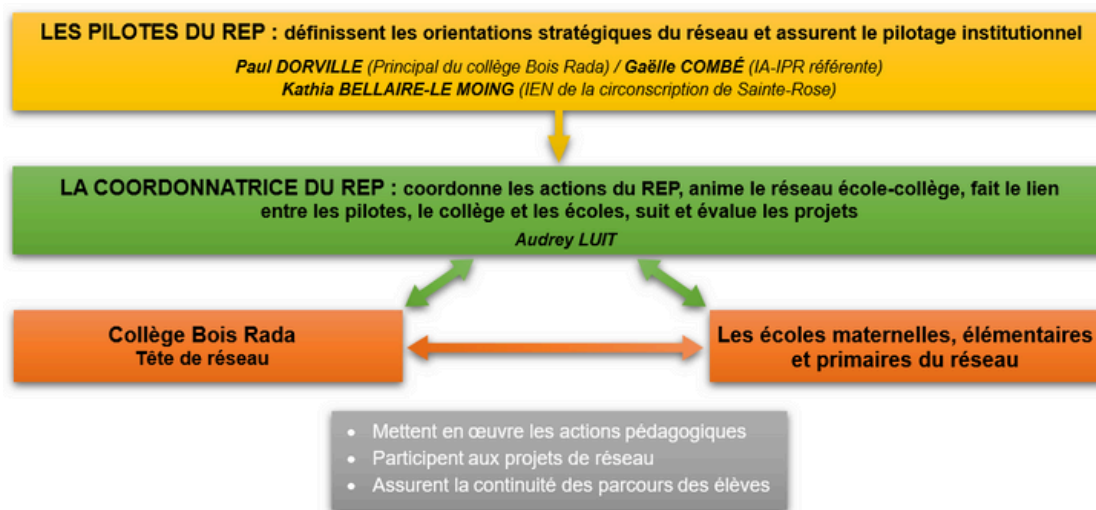 LES PILOTES DU REP : définissent les orientations stratégiques du réseau et assurent le pilotage institutionnel
Paul DORVILLE (Principal du collège Bois Rada) / Gaëlle COMBÉ (IA-IPR référente)
Kathia BELLAIRE-LE MOING (IEN de la circonscription de Sainte-Rose)
LA COORDONNATRICE DU REP : coordonne les actions du REP, anime le réseau école-collège, fait le lien
entre les pilotes, le collège et les écoles, suit et évalue les projets
Audrey LUIT
Collège Bois Rada
Tête de réseau
Les écoles maternelles, élémentaires
et primaires du réseau
• Mettent en œuvre les actions pédagogiques
• Participent aux projets de réseau
• Assurent la continuité des parcours des élèves